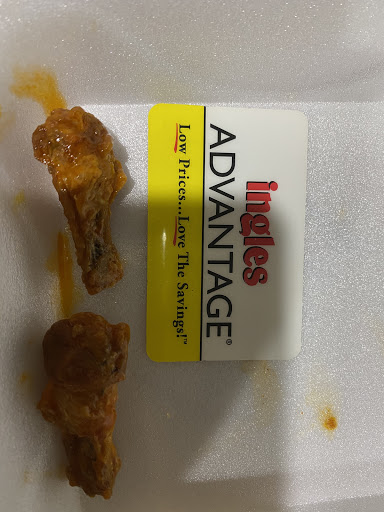 ingles
ADVANTAGE®
Low Prices...Love The Savings!™